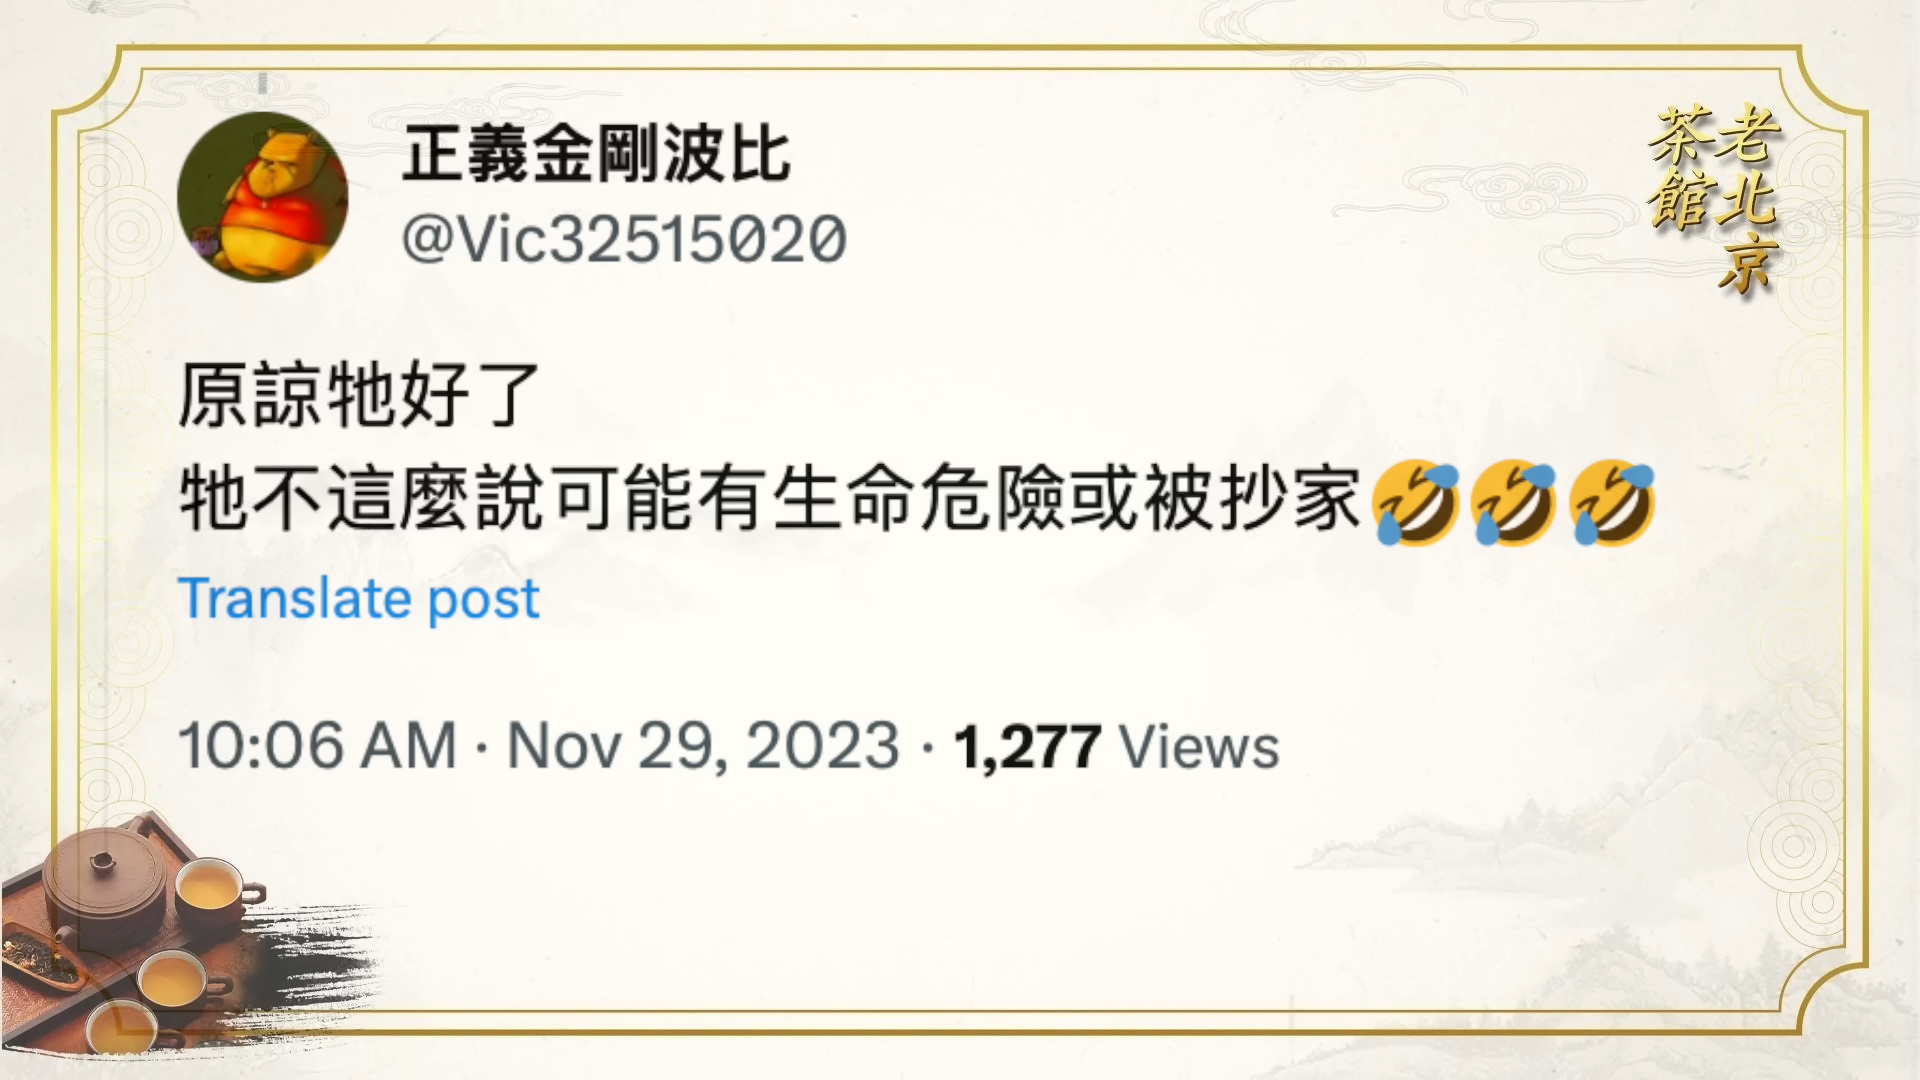 正義金剛波比
@Vic32515020
老北京
茶館
原諒牠好了
牠不這麼說可能有生命危險或被抄家🤣🤣🤣
Translate post
10:06 AM · Nov 29, 2023 · 1,277 Views